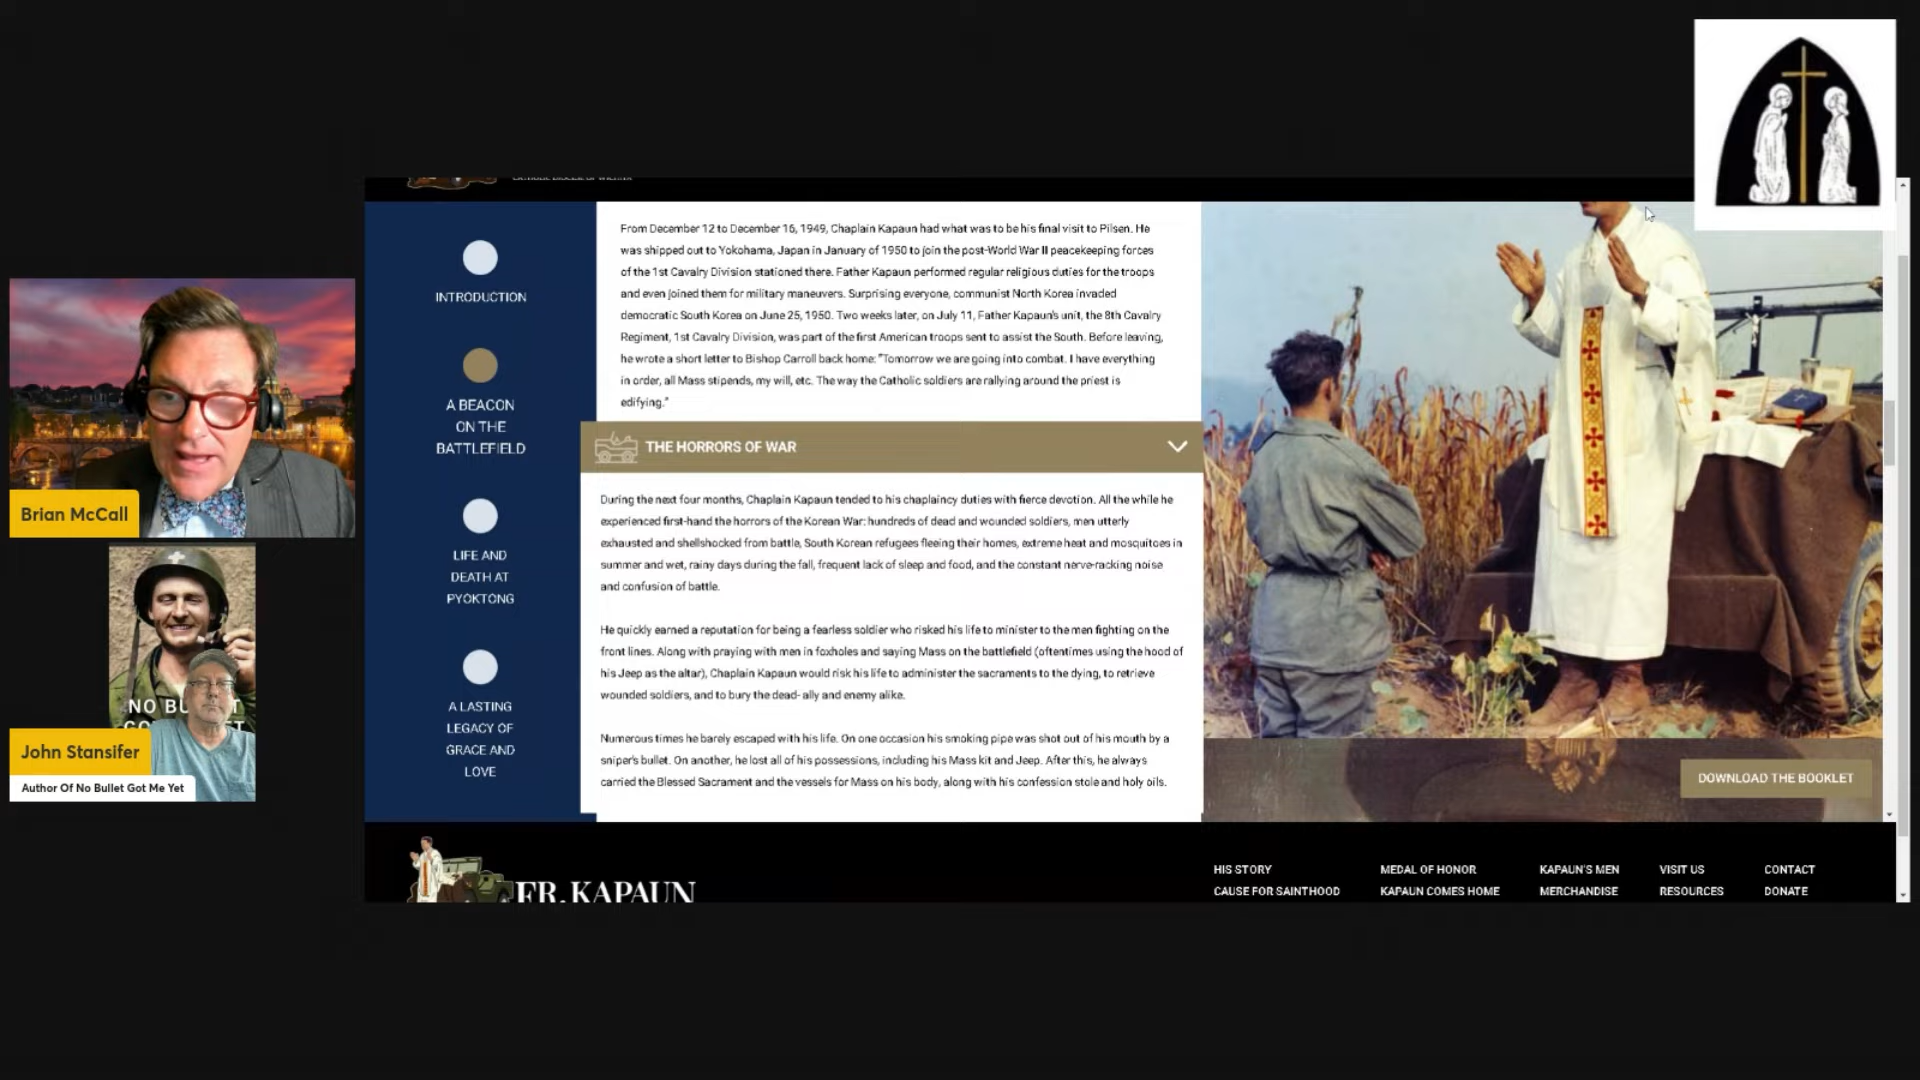 CATHOLIC DIOCESE OF WICHITA
INTRODUCTION
A BEACON
ON THE
BATTLEFIELD
LIFE AND
DEATH AT
PYOKTONG
A LASTING
LEGACY OF
GRACE AND
LOVE
From December 12 to December 16, 1949, Chaplain Kapaun had what was to be his final visit to Pilsen. He
was shipped out to Yokohama, Japan in January of 1950 to join the post-World War II peacekeeping forces
of the 1st Cavalry Division stationed there. Father Kapaun performed regular religious duties for the troops
and even joined them for military maneuvers. Surprising everyone, communist North Korea invaded
democratic South Korea on June 25, 1950. Two weeks later, on July 11, Father Kapaun's unit, the 8th Cavalry
Regiment, 1st Cavalry Division, was part of the first American troops sent to assist the South. Before leaving,
he wrote a short letter to Bishop Carroll back home: "Tomorrow we are going into combat. I have everything
in order, all Mass stipends, my will, etc. The way the Catholic soldiers are rallying around the priest is
edifying."
THE HORRORS OF WAR
During the next four months, Chaplain Kapaun tended to his chaplaincy duties with fierce devotion. All the while he
experienced first-hand the horrors of the Korean War: hundreds of dead and wounded soldiers, men utterly
exhausted and shellshocked from battle, South Korean refugees fleeing their homes, extreme heat and mosquitoes in
summer and wet, rainy days during the fall, frequent lack of sleep and food, and the constant nerve-racking noise
and confusion of battle.
He quickly earned a reputation for being a fearless soldier who risked his life to minister to the men fighting on the
front lines. Along with praying with men in foxholes and saying Mass on the battlefield (oftentimes using the hood of
his Jeep as the altar), Chaplain Kapaun would risk his life to administer the sacraments to the dying, to retrieve
wounded soldiers, and to bury the dead- ally and enemy alike.
Numerous times he barely escaped with his life. On one occasion his smoking pipe was shot out of his mouth by a
sniper's bullet. On another, he lost all of his possessions, including his Mass kit and Jeep. After this, he always
carried the Blessed Sacrament and the vessels for Mass on his body, along with his confession stole and holy oils.
DOWNLOAD THE BOOKLET
Brian McCall
NO BU T
John Stansifer
Author Of No Bullet Got Me Yet
FR. KAPAUN
HIS STORY
CAUSE FOR SAINTHOOD
MEDAL OF HONOR
KAPAUN COMES HOME
KAPAUN'S MEN
MERCHANDISE
VISIT US
RESOURCES
CONTACT
DONATE